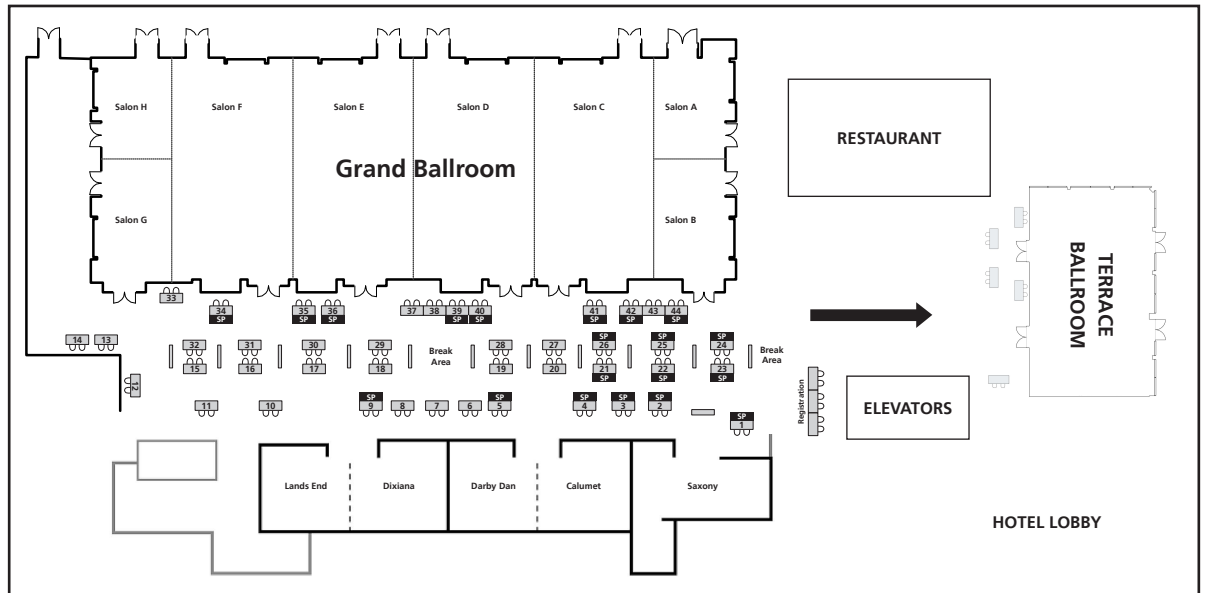 Salon H
Salon F
Salon E
Salon D
Salon C
Salon A
RESTAURANT
Grand Ballroom
Salon G
Salon B
TERRACE
BALLROOM
33
34 35 36 37 38 39 40 41 42 43 44
SP SP SP SP SP SP SP SP
SP SP SP
14 13 32 31 30 29 28 27 26 25 24
Break
Area
Break
Area
15 16 17 18 19 20 21 22 23
SP SP SP
12
Registration
ELEVATORS
SP SP SP SP SP
11 10 9 8 7 6 5 4 3 2
SP
1
Lands End
Dixiana
Darby Dan
Calumet
Saxony
HOTEL LOBBY